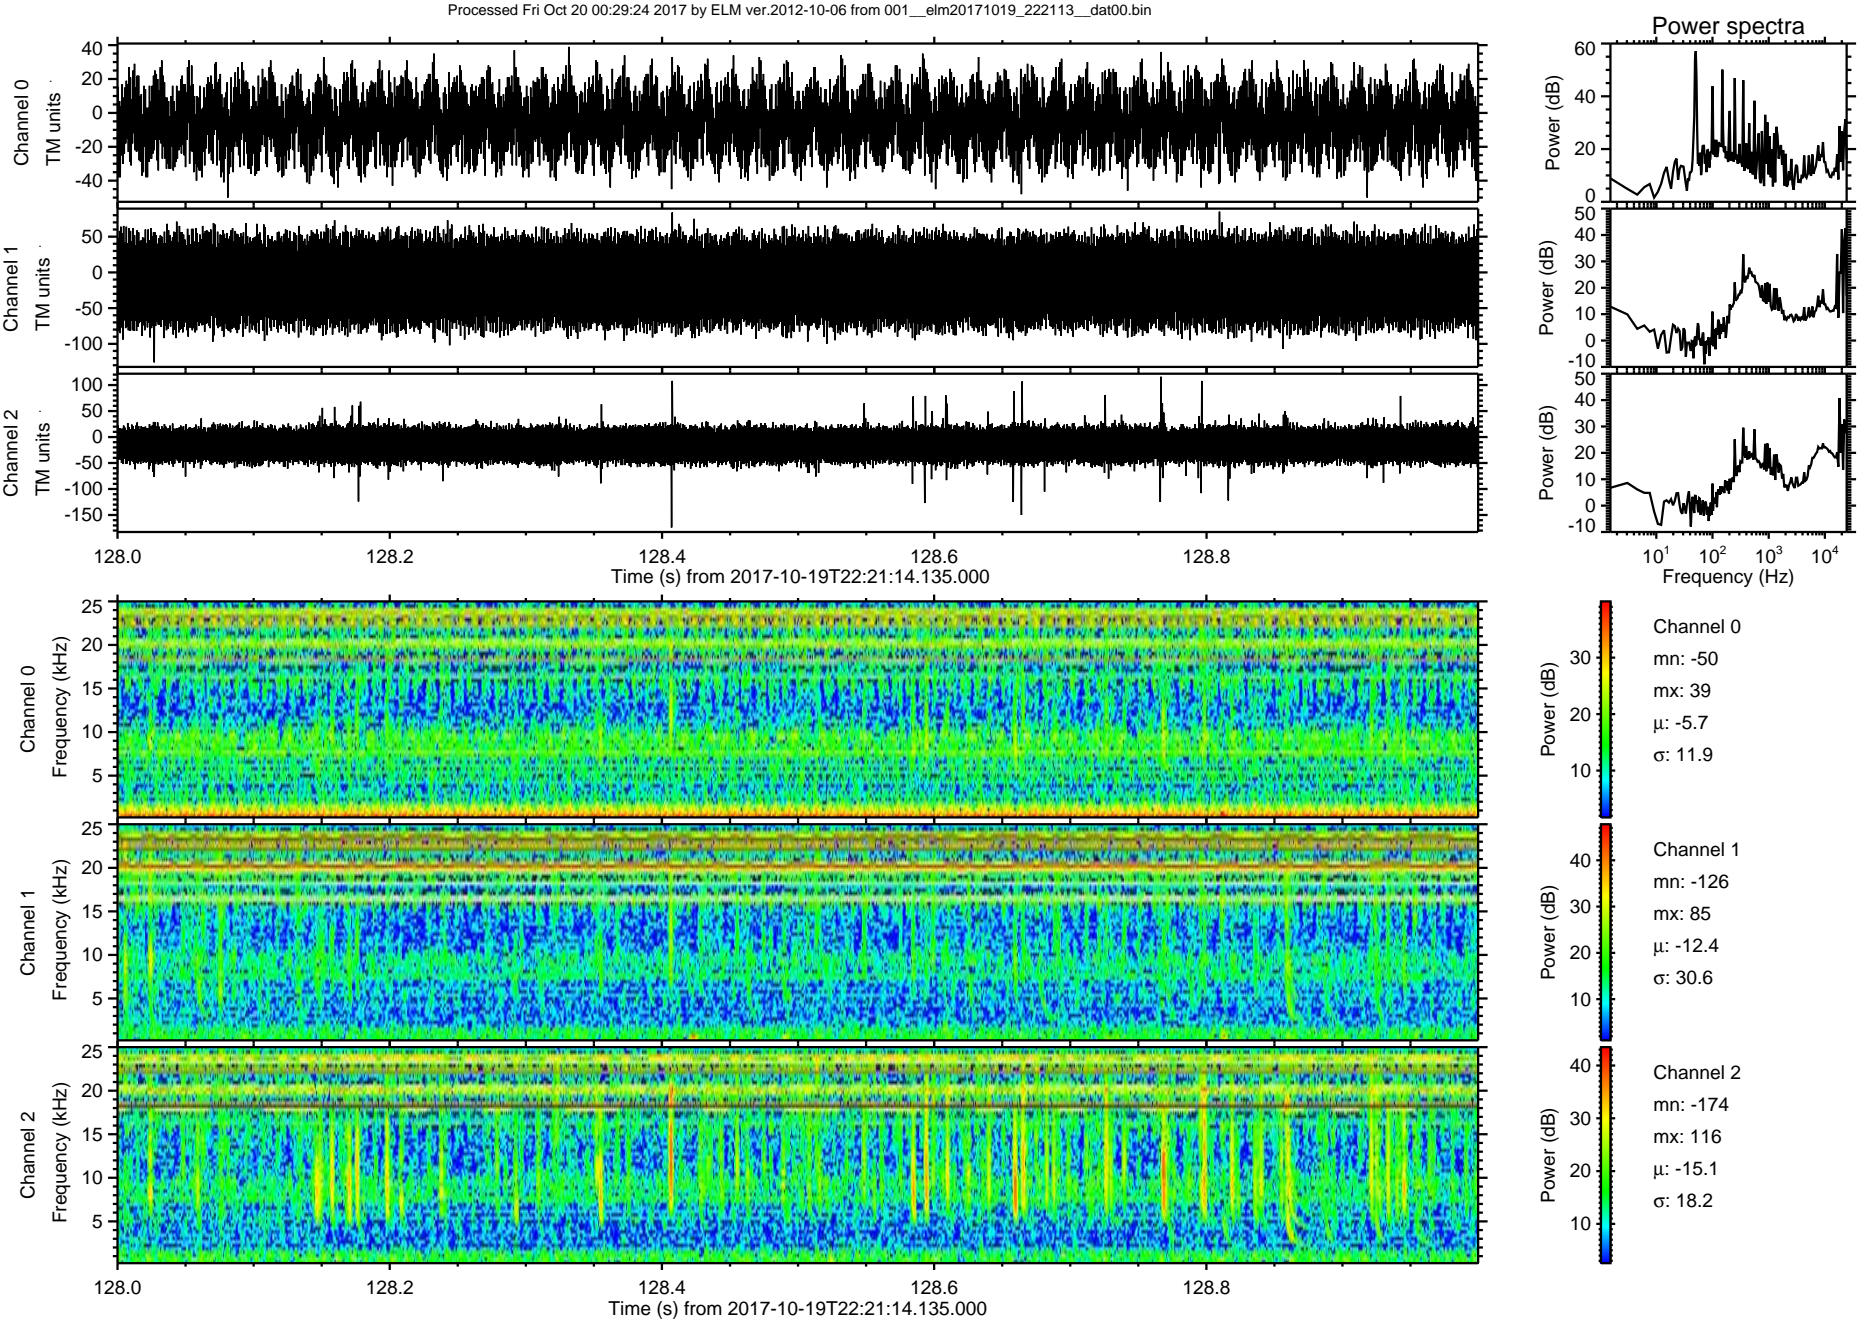 Processed Fri Oct 20 00:29:24 2017 by ELM ver.2012-10-06 from 001__elm20171019_222113__dat00.bin
Power spectra
Channel 0
TM units
40
20
0
-20
-40
Power (dB)
60
40
20
0
Channel 1
TM units
50
0
-50
-100
Power (dB)
50
40
30
20
10
0
-10
Channel 2
TM units
100
50
0
-50
-100
-150
Power (dB)
50
40
30
20
10
0
-10
128.0 128.2 128.4 128.6 128.8
Time (s) from 2017-10-19T22:21:14.135.000
10^1 10^2 10^3 10^4
Frequency (Hz)
Channel 0
Frequency (kHz)
25
20
15
10
5
Power (dB)
30
20
10
Channel 0
mn: -50
mx: 39
μ: -5.7
σ: 11.9
Channel 1
Frequency (kHz)
25
20
15
10
5
Power (dB)
40
30
20
10
Channel 1
mn: -126
mx: 85
μ: -12.4
σ: 30.6
Channel 2
Frequency (kHz)
25
20
15
10
5
Power (dB)
40
30
20
10
Channel 2
mn: -174
mx: 116
μ: -15.1
σ: 18.2
128.0 128.2 128.4 128.6 128.8
Time (s) from 2017-10-19T22:21:14.135.000